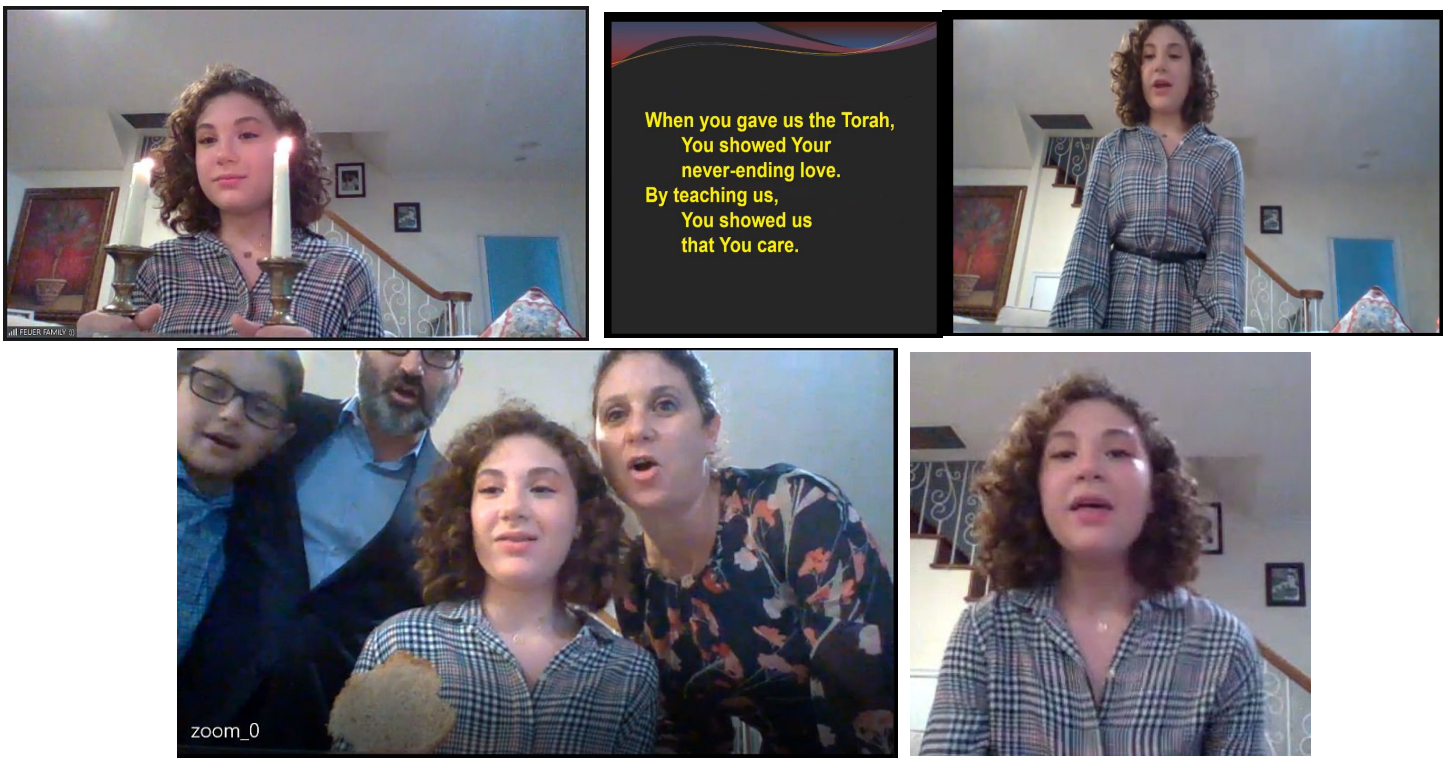 FEUER FAMILY
When you gave us the Torah,
You showed Your
never-ending love.
By teaching us,
You showed us
that You care.
zoom_0